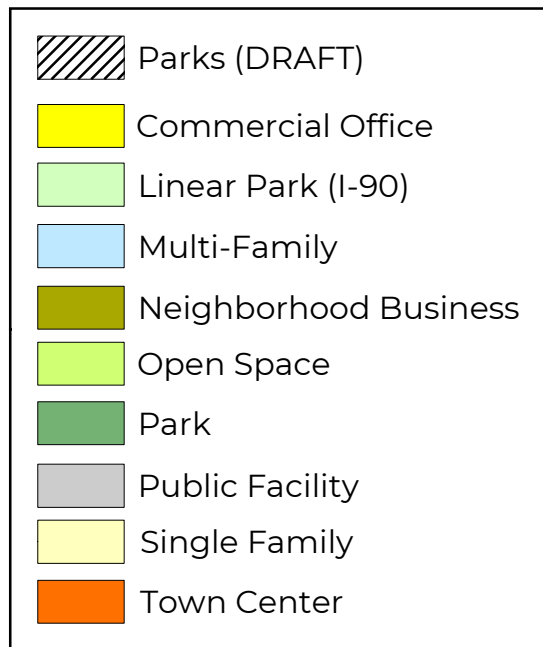 Parks (DRAFT)
Commercial Office
Linear Park (I-90)
Multi-Family
Neighborhood Business
Open Space
Park
Public Facility
Single Family
Town Center